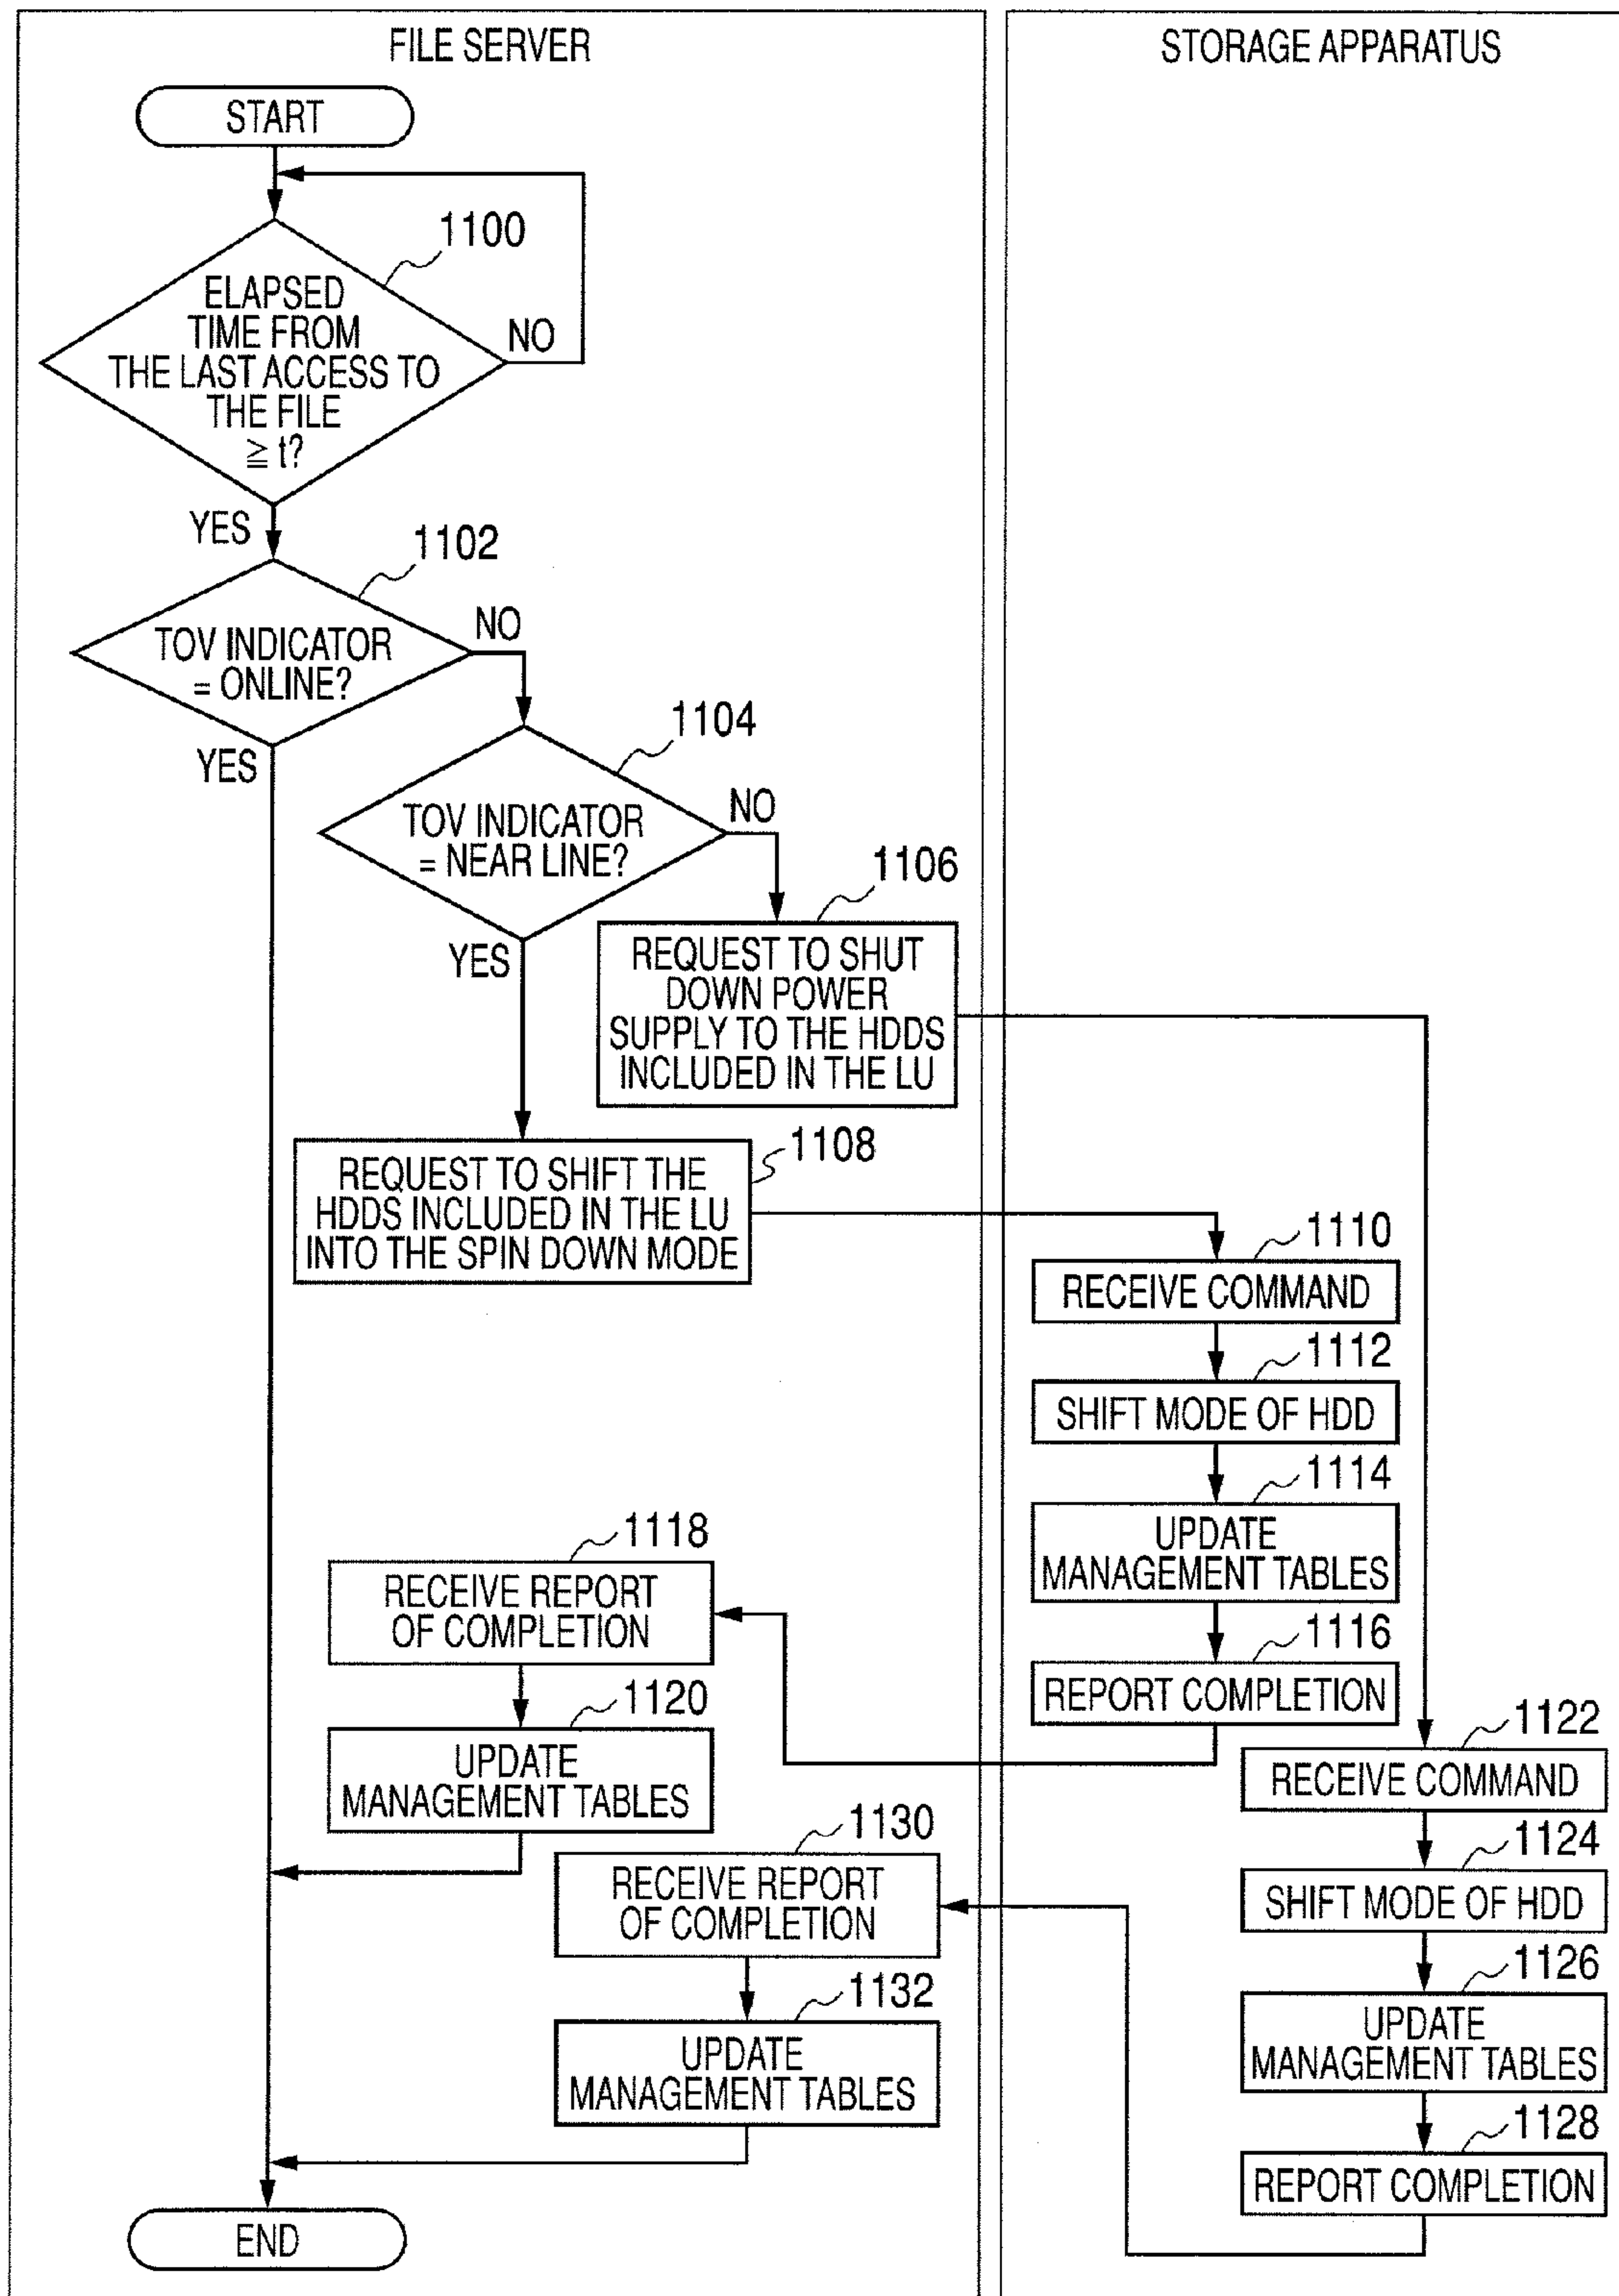 FILE SERVER
STORAGE APPARATUS
START
1100
ELAPSED
TIME FROM
THE LAST ACCESS TO
THE FILE
≧ t?
NO
YES
1102
TOV INDICATOR
= ONLINE?
NO
YES
1104
TOV INDICATOR
= NEAR LINE?
NO
YES
1106
REQUEST TO SHUT
DOWN POWER
SUPPLY TO THE HDDS
INCLUDED IN THE LU
1108
REQUEST TO SHIFT THE
HDDS INCLUDED IN THE LU
INTO THE SPIN DOWN MODE
1110
RECEIVE COMMAND
1112
SHIFT MODE OF HDD
1114
UPDATE
MANAGEMENT TABLES
1116
REPORT COMPLETION
1118
RECEIVE REPORT
OF COMPLETION
1120
UPDATE
MANAGEMENT TABLES
1122
RECEIVE COMMAND
1124
SHIFT MODE OF HDD
1126
UPDATE
MANAGEMENT TABLES
1128
REPORT COMPLETION
1130
RECEIVE REPORT
OF COMPLETION
1132
UPDATE
MANAGEMENT TABLES
END